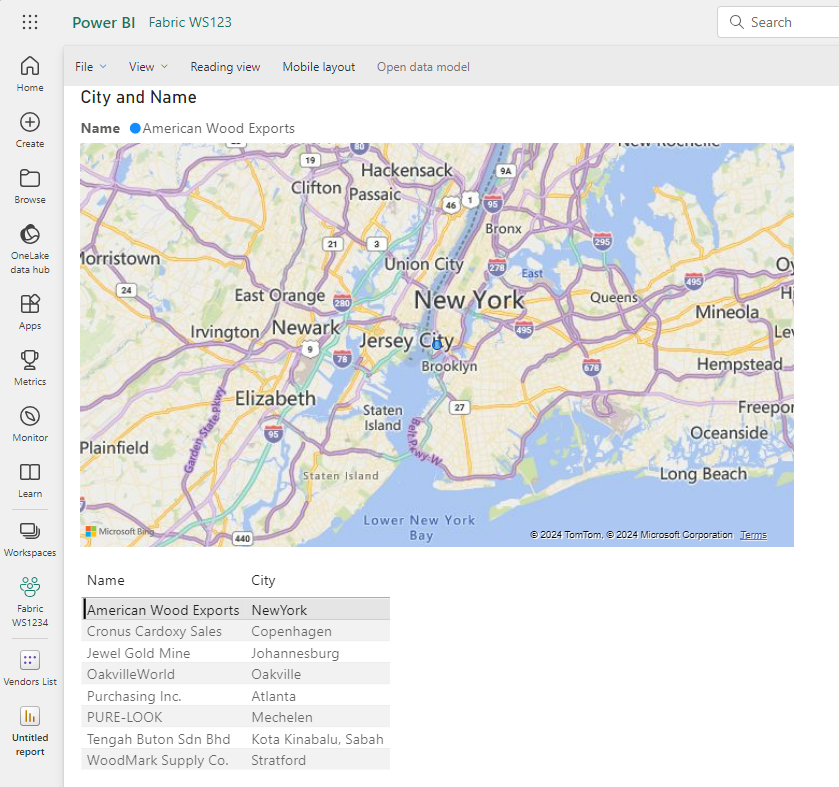 Power BI Fabric WS123
Search
File View Reading view Mobile layout Open data model
Home
Create
Browse
OneLake
data hub
Apps
Metrics
Monitor
Learn
Workspaces
Fabric
WS1234
Vendors List
Untitled
report
City and Name
Name American Wood Exports
New Rochelle
80
19
Hackensack
9A
Clifton
Passaic
46
1
95
Bronx
21
3
295
Morristown
Union City
278
East
495
24
East Orange
280
New York
Queens
Mineola
Irvington
Newark
495
Jersey City
9
78
Brooklyn
678
Hempstead
Elizabeth
Garden State Pkwy
Staten
Island
27
Freepor
95
Belt Pkwy W
Oceanside
Plainfield
Staten Island
Long Beach
Lower New York
Bay
440
Microsoft Bing
© 2024 TomTom, © 2024 Microsoft Corporation Terms
Name City
American Wood Exports NewYork
Cronus Cardoxy Sales Copenhagen
Jewel Gold Mine Johannesburg
OakvilleWorld Oakville
Purchasing Inc. Atlanta
PURE-LOOK Mechelen
Tengah Buton Sdn Bhd Kota Kinabalu, Sabah
WoodMark Supply Co. Stratford